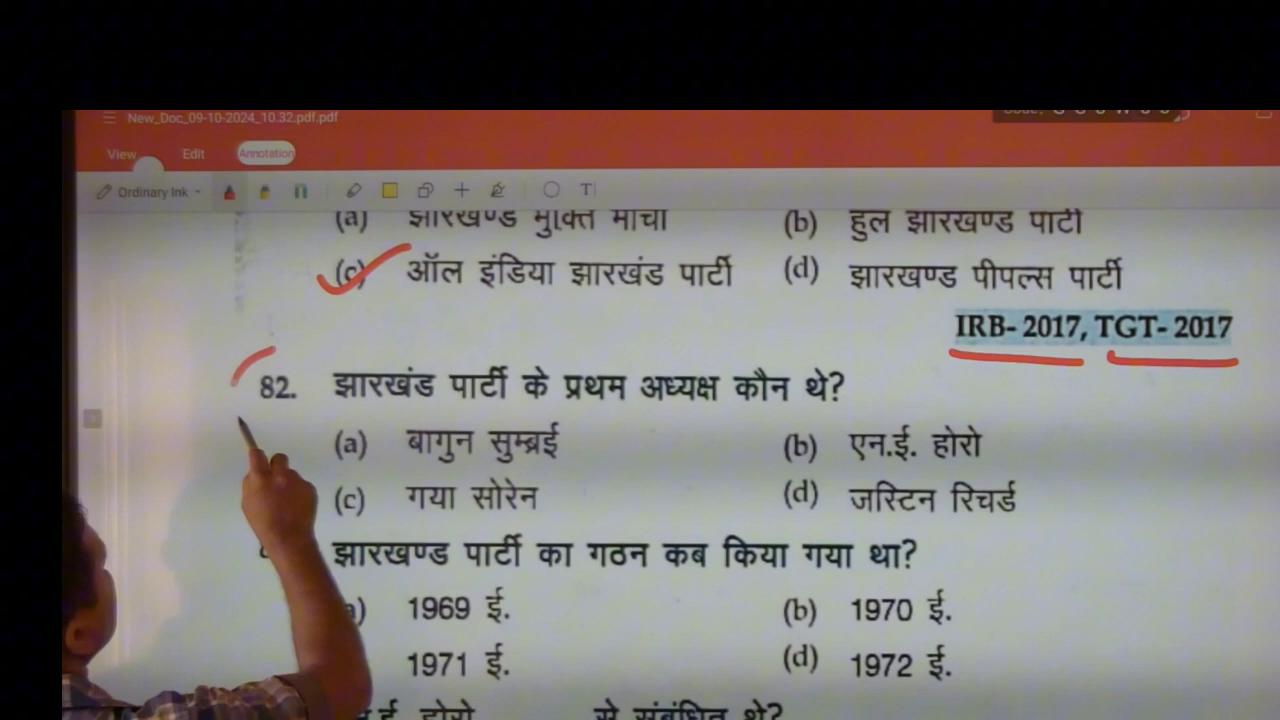 New_Doc_09-10-2024_10.32.pdf.pdf
View Edit Annotation
Ordinary Ink T
(a) झारखण्ड मुक्ति मोर्चा (b) हुल झारखण्ड पार्टी
(c) ऑल इंडिया झारखंड पार्टी (d) झारखण्ड पीपल्स पार्टी
IRB- 2017, TGT- 2017
82. झारखंड पार्टी के प्रथम अध्यक्ष कौन थे?
(a) बागुन सुम्ब्रई (b) एन.ई. होरो
(c) गया सोरेन (d) जस्टिन रिचर्ड
झारखण्ड पार्टी का गठन कब किया गया था?
1969 ई. (b) 1970 ई.
1971 ई. (d) 1972 ई.
होरो से संबंधित थे?